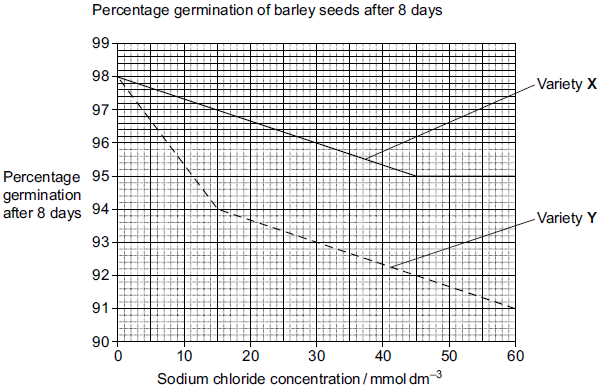 Percentage germination of barley seeds after 8 days
99
98
97
96
95
94
93
92
91
90
Percentage
germination
after 8 days
Variety X
Variety Y
0
10
20
30
40
50
60
Sodium chloride concentration / mmol dm⁻³